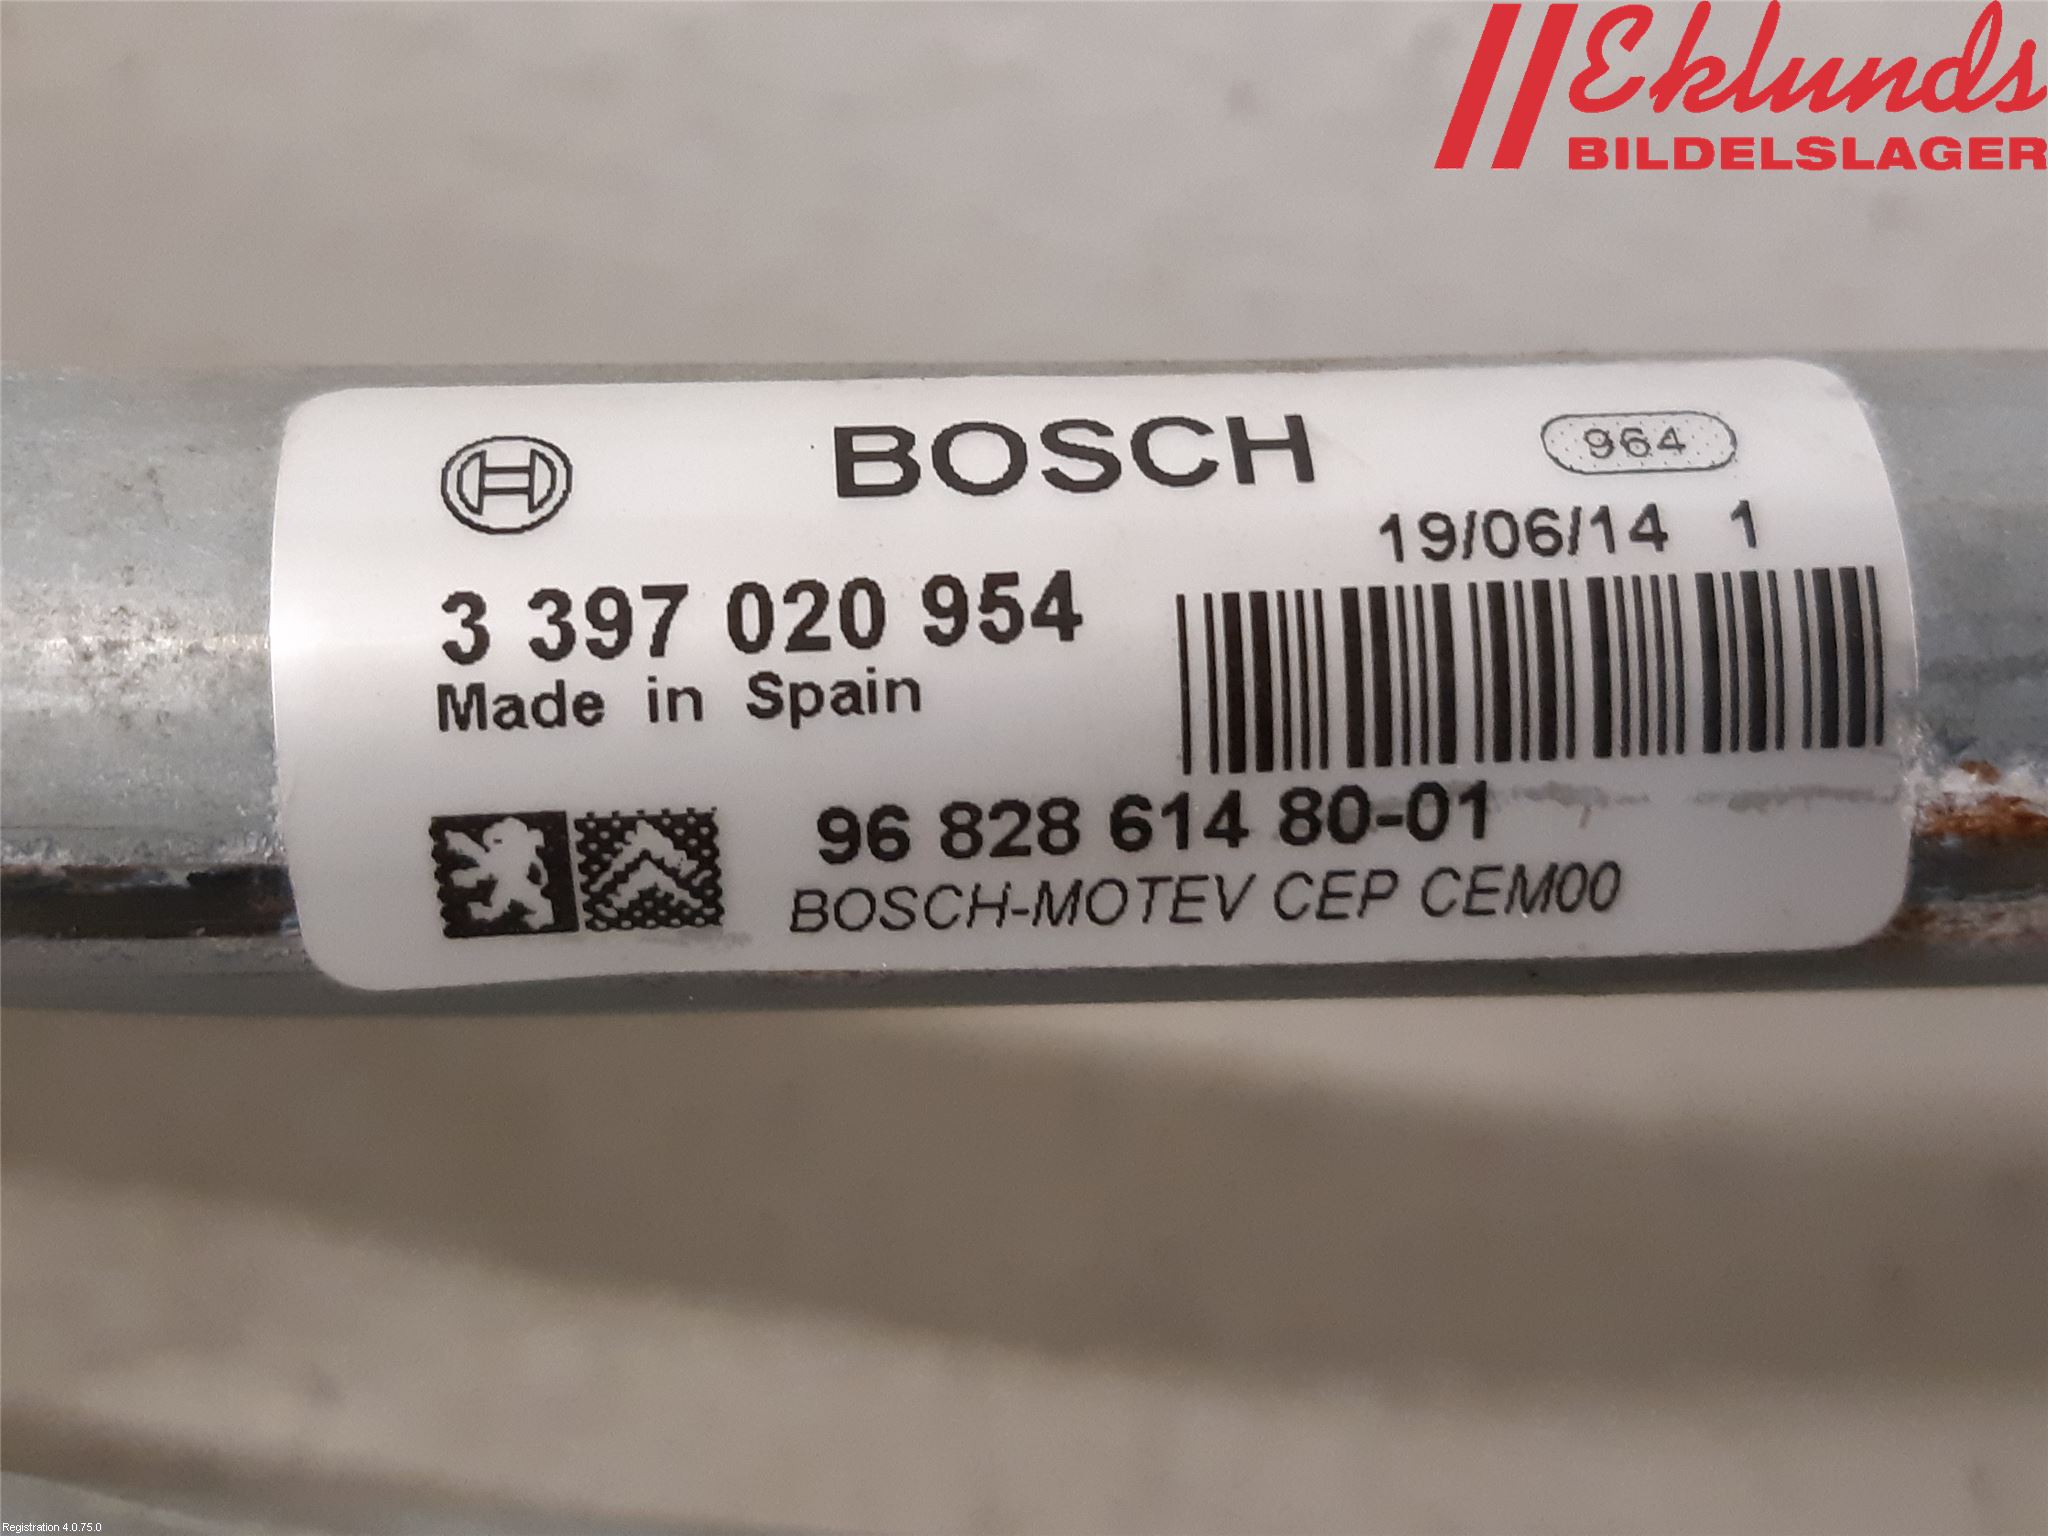 Eklunds
BILDELSLAGER
BOSCH
964
19/06/14 1
3 397 020 954
Made in Spain
96 828 614 80-01
BOSCH-MOTEV CEP CEM00
Registration 4.0.75.0